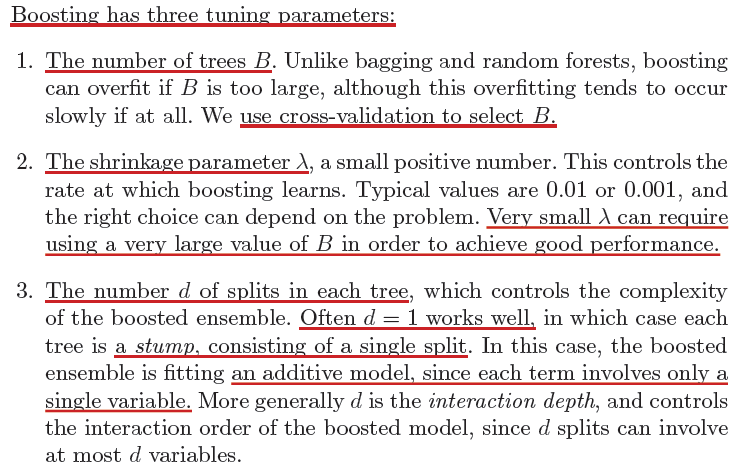 Boosting has three tuning parameters:
1. The number of trees B. Unlike bagging and random forests, boosting
can overfit if B is too large, although this overfitting tends to occur
slowly if at all. We use cross-validation to select B.
2. The shrinkage parameter λ, a small positive number. This controls the
rate at which boosting learns. Typical values are 0.01 or 0.001, and
the right choice can depend on the problem. Very small λ can require
using a very large value of B in order to achieve good performance.
3. The number d of splits in each tree, which controls the complexity
of the boosted ensemble. Often d = 1 works well, in which case each
tree is a stump, consisting of a single split. In this case, the boosted
ensemble is fitting an additive model, since each term involves only a
single variable. More generally d is the interaction depth, and controls
the interaction order of the boosted model, since d splits can involve
at most d variables.